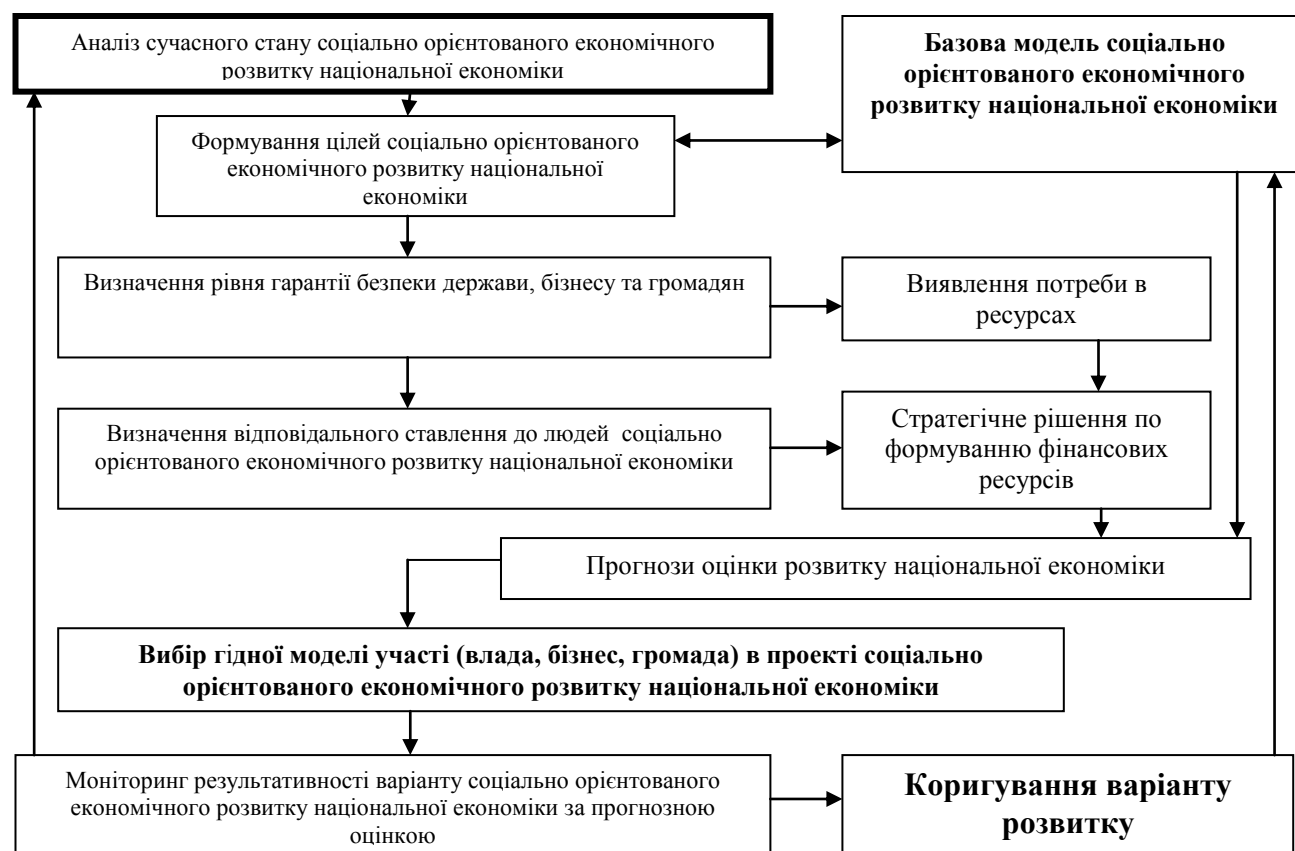 Аналіз сучасного стану соціально орієнтованого економічного
розвитку національної економіки
Базова модель соціально
орієнтованого економічного
розвитку національної економіки
Формування цілей соціально орієнтованого
економічного розвитку національної
економіки
Визначення рівня гарантії безпеки держави, бізнесу та громадян
Виявлення потреби в
ресурсах
Визначення відповідального ставлення до людей соціально
орієнтованого економічного розвитку національної економіки
Стратегічне рішення по
формуванню фінансових
ресурсів
Прогнози оцінки розвитку національної економіки
Вибір гідної моделі участі (влада, бізнес, громада) в проекті соціально
орієнтованого економічного розвитку національної економіки
Моніторинг результативності варіанту соціально орієнтованого
економічного розвитку національної економіки за прогнозною
оцінкою
Коригування варіанту
розвитку